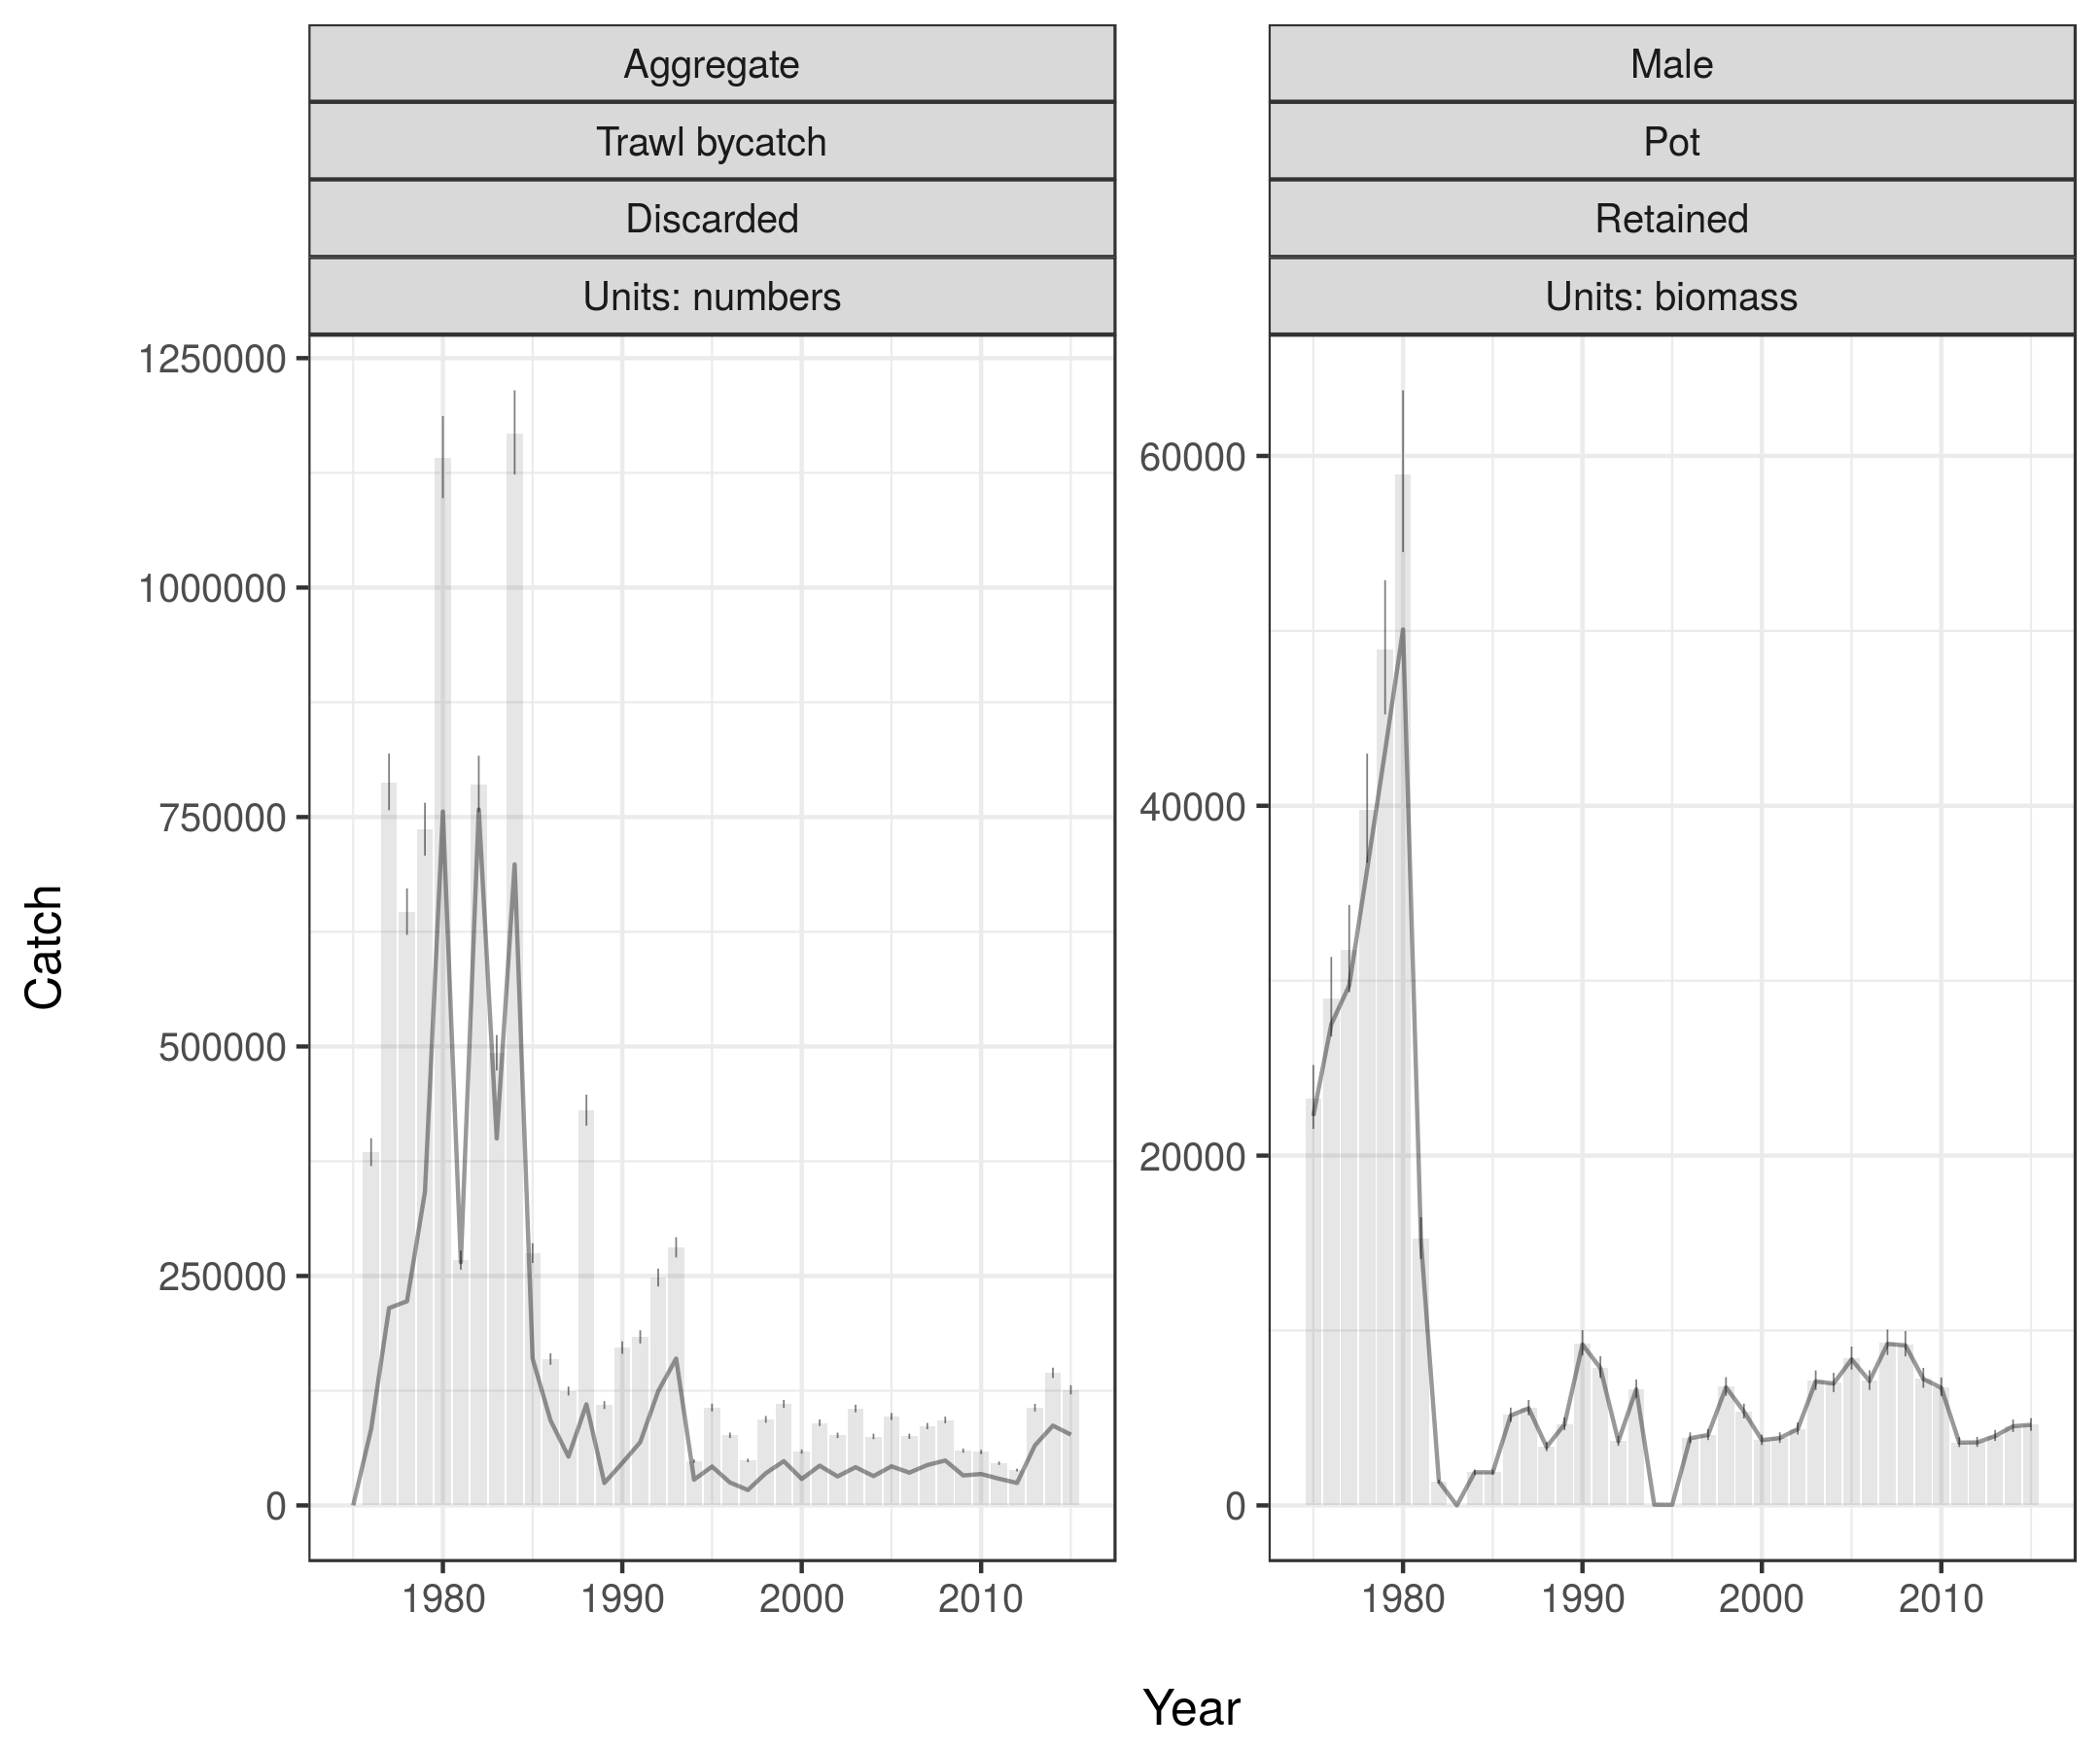 Aggregate
Trawl bycatch
Discarded
Units: numbers
Male
Pot
Retained
Units: biomass
Catch
1250000
1000000
750000
500000
250000
0
60000
40000
20000
0
1980 1990 2000 2010
1980 1990 2000 2010
Year